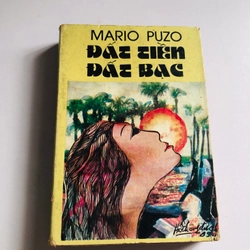 MARIO PUZO
ĐẤT TIỀN
ĐẤT BẠC